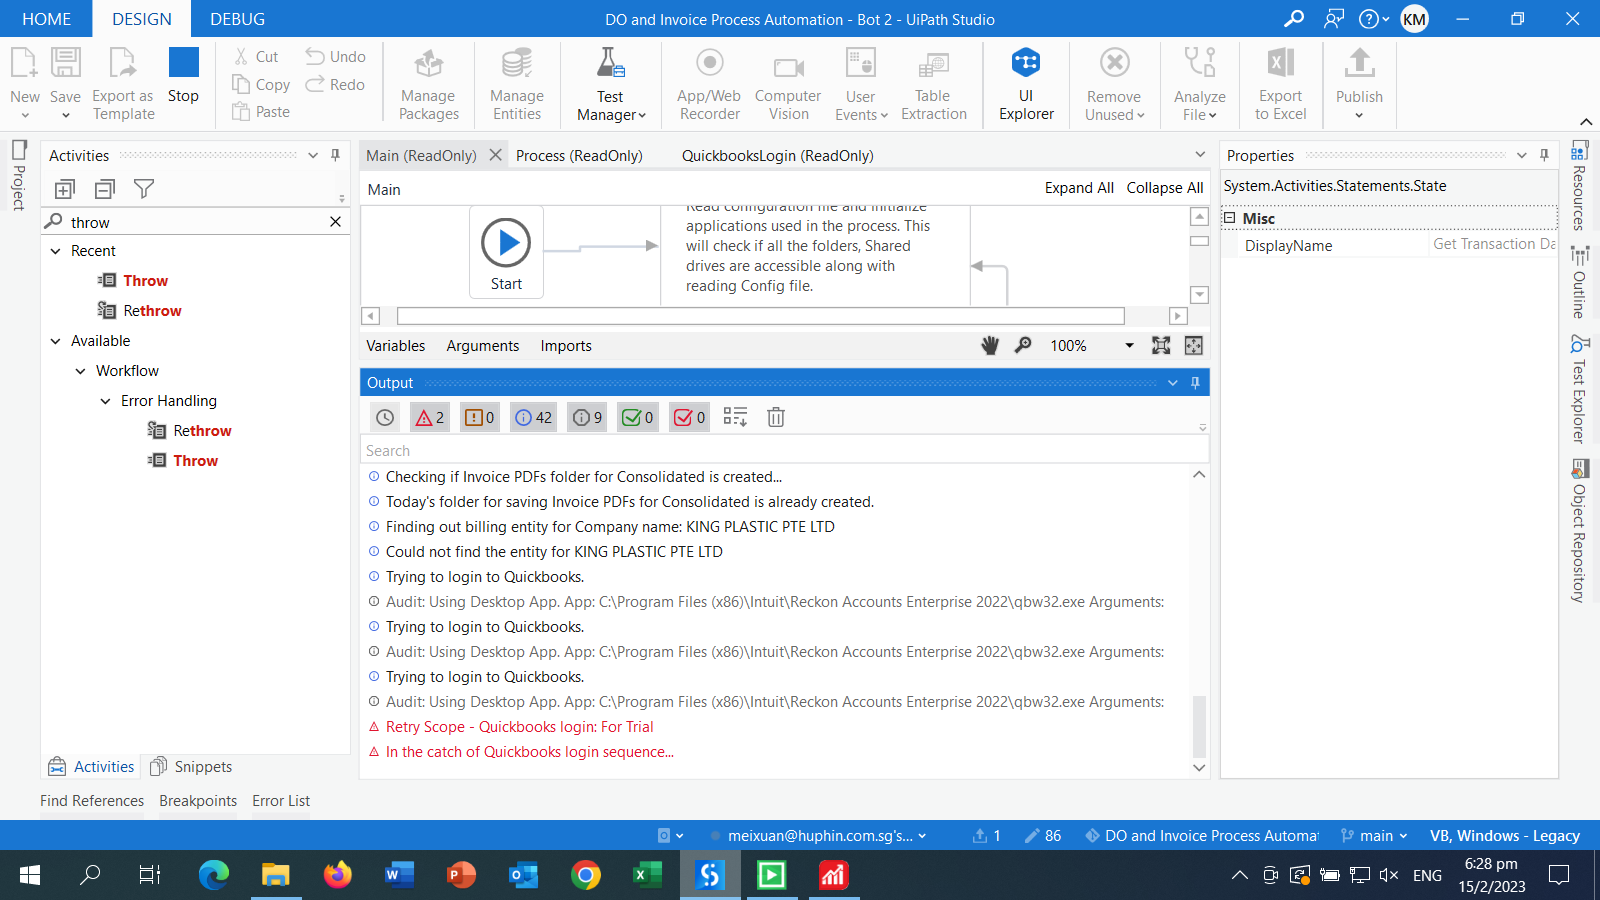 HOME DESIGN DEBUG DO and Invoice Process Automation - Bot 2 - UiPath Studio KM
New Save Export as Template Stop Cut Copy Paste Undo Redo Manage Packages Manage Entities Test Manager App/Web Recorder Computer Vision User Events Table Extraction UI Explorer Remove Unused Analyze File Export to Excel Publish
Project
Activities
throw
Recent
Throw
Rethrow
Available
Workflow
Error Handling
Rethrow
Throw
Activities Snippets
Main (ReadOnly) Process (ReadOnly) QuickbooksLogin (ReadOnly)
Main Expand All Collapse All
Start
Read configuration file and initialize
applications used in the process. This
will check if all the folders, Shared
drives are accessible along with
reading Config file.
Variables Arguments Imports 100%
Output
2 0 42 9 0 0
Search
Checking if Invoice PDFs folder for Consolidated is created...
Today's folder for saving Invoice PDFs for Consolidated is already created.
Finding out billing entity for Company name: KING PLASTIC PTE LTD
Could not find the entity for KING PLASTIC PTE LTD
Trying to login to Quickbooks.
Audit: Using Desktop App. App: C:\Program Files (x86)\Intuit\Reckon Accounts Enterprise 2022\qbw32.exe Arguments:
Trying to login to Quickbooks.
Audit: Using Desktop App. App: C:\Program Files (x86)\Intuit\Reckon Accounts Enterprise 2022\qbw32.exe Arguments:
Trying to login to Quickbooks.
Audit: Using Desktop App. App: C:\Program Files (x86)\Intuit\Reckon Accounts Enterprise 2022\qbw32.exe Arguments:
Retry Scope - Quickbooks login: For Trial
In the catch of Quickbooks login sequence...
Properties
System.Activities.Statements.State
Misc
DisplayName Get Transaction Da
Resources
Outline
Test Explorer
Object Repository
Find References Breakpoints Error List
meixuan@huphin.com.sg's... 1 86 DO and Invoice Process Automat main VB, Windows - Legacy
ENG 6:28 pm
15/2/2023